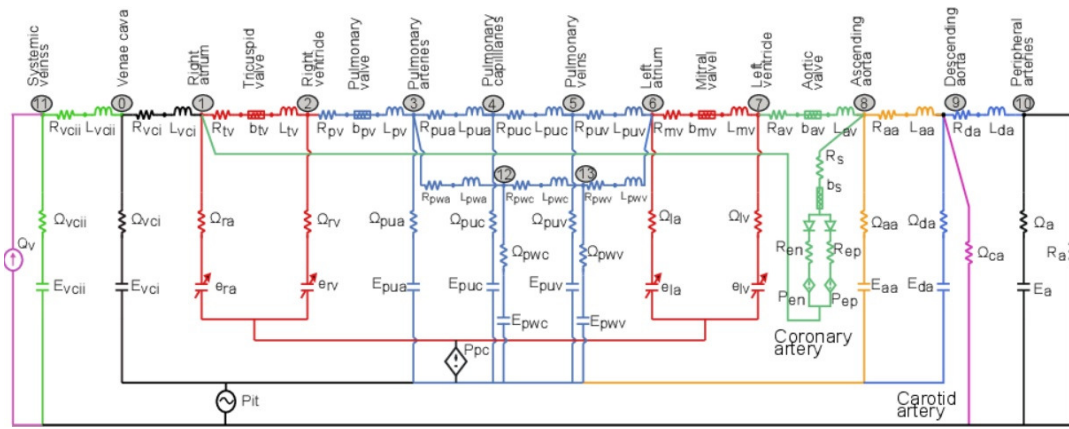 Systemic veinss
Venae cava
Right atrium
Tricuspid valve
Right ventricle
Pulmonary valve
Pulmonary arteries
Pulmonary capillaries
Pulmonary veins
Left atrium
Mitral valvel
Left ventricle
Aortic valve
Ascending aorta
Descending aorta
Peripheral arteries
11 0 1 2 3 4 5 6 7 8 9 10
Rvcii Lvcii Rvci Lvci Rtv btv Ltv Rpv bpv Lpv Rpua Lpua Rpuc Lpuc Rpuv Lpuv Rmv bmv Lmv Rav bav Lav Raa Laa Rda Lda
Rs
12 13
bs
Rpwa Lpwa Rpwc Lpwc Rpwv Lpwv
Ωvcii Ωvci Ωra Ωrv Ωpua Ωpuc Ωpuv Ωla Ωlv Ωaa Ωda Ωa
Qv Ωpwc Ωpwv Ren Rep Ωca Ra
Evcii Evci era erv Epua Epuc Epuv ela elv Pen Pep Eaa Eda Ea
Epwc Epwv
Coronary
artery
Ppc
Pit
Carotid
artery